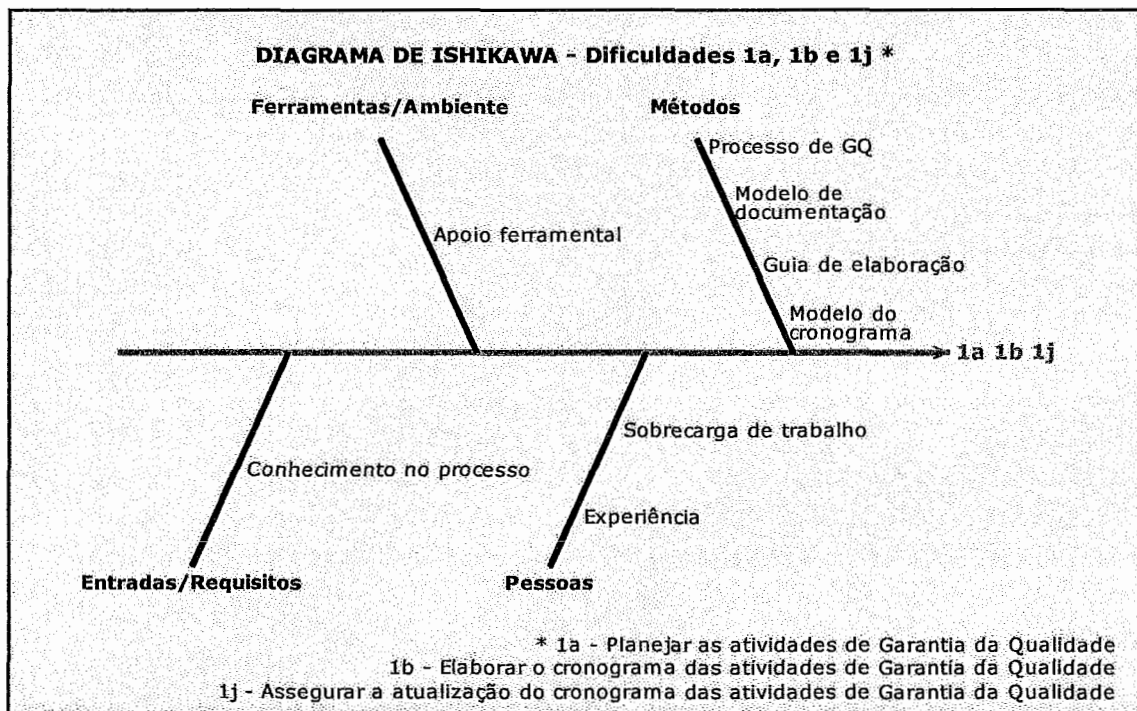 DIAGRAMA DE ISHIKAWA - Dificuldades 1a, 1b e 1j *
Ferramentas/Ambiente
Métodos
Processo de GQ
Modelo de
documentação
Apoio ferramental
Guia de elaboração
Modelo do
cronograma
1a 1b 1j
Sobrecarga de trabalho
Conhecimento no processo
Experiência
Entradas/Requisitos
Pessoas
* 1a - Planejar as atividades de Garantia da Qualidade
1b - Elaborar o cronograma das atividades de Garantia da Qualidade
1j - Assegurar a atualização do cronograma das atividades de Garantia da Qualidade